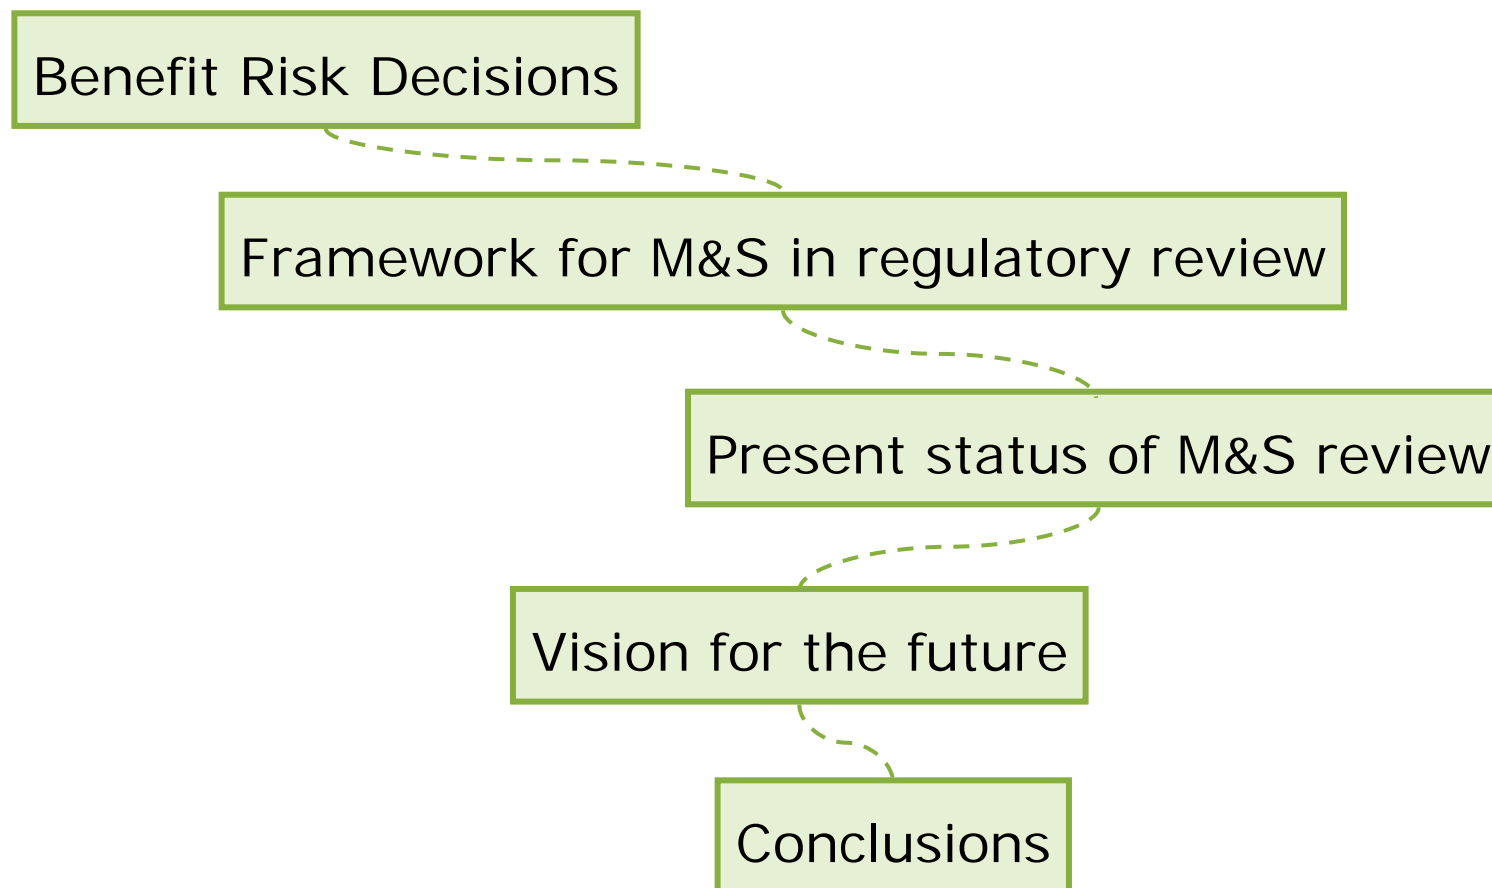 Benefit Risk Decisions
Framework for M&S in regulatory review
Present status of M&S review
Vision for the future
Conclusions